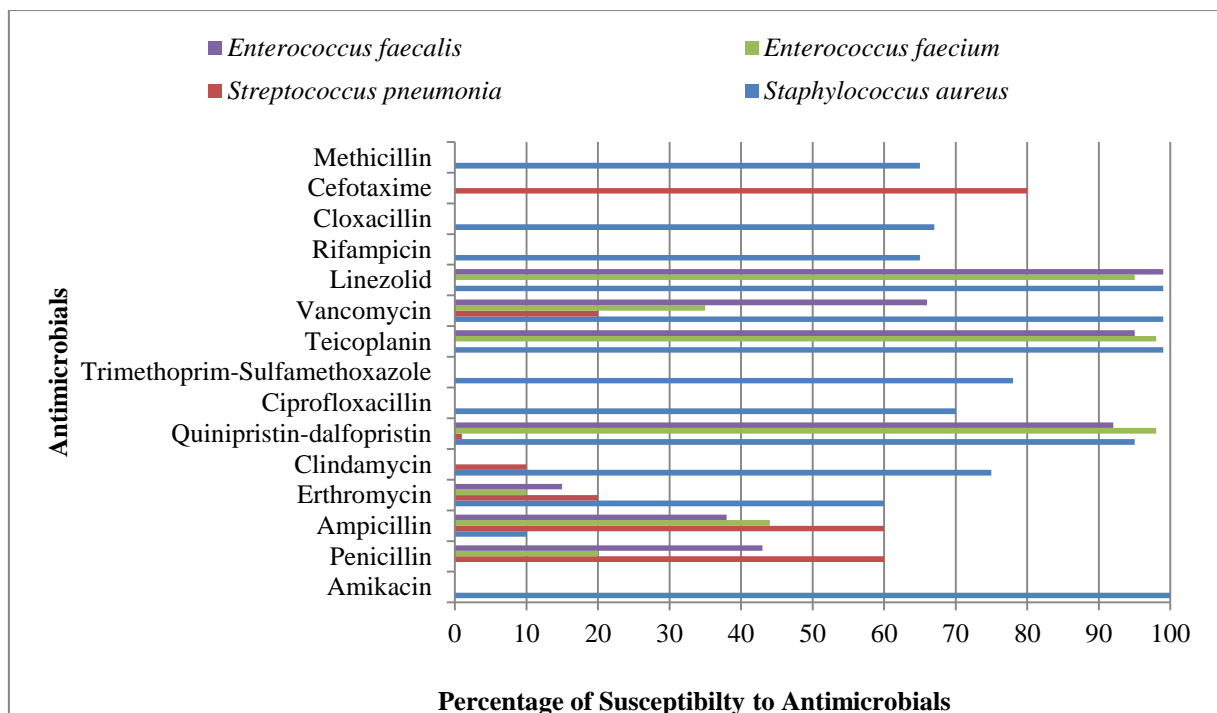 Enterococcus faecalis Enterococcus faecium
Streptococcus pneumonia Staphylococcus aureus
Methicillin
Cefotaxime
Cloxacillin
Rifampicin
Linezolid
Vancomycin
Teicoplanin
Trimethoprim-Sulfamethoxazole
Ciprofloxacillin
Quinipristin-dalfopristin
Clindamycin
Erthromycin
Ampicillin
Penicillin
Amikacin
Antimicrobials
0 10 20 30 40 50 60 70 80 90 100
Percentage of Susceptibilty to Antimicrobials